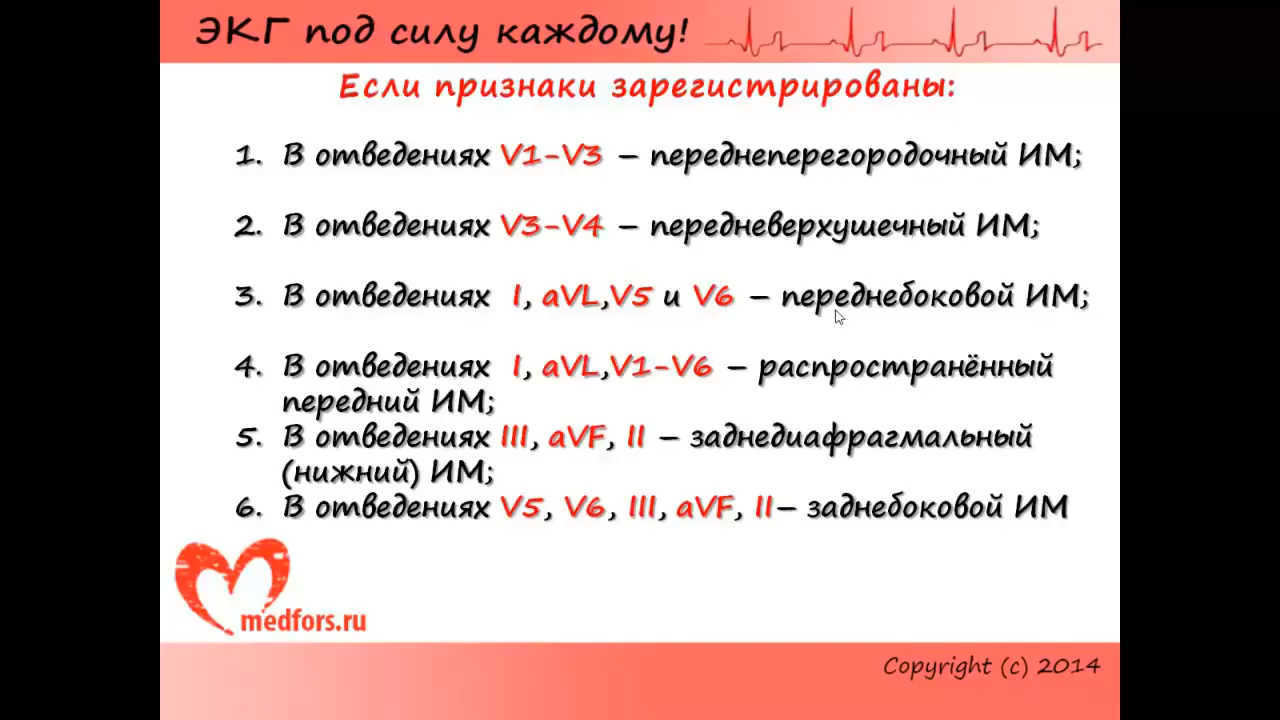 ЭКГ под силу каждому!
Если признаки зарегистрированы:
1. В отведениях V1-V3 – переднеперегородочный ИМ;
2. В отведениях V3-V4 – передневерхушечный ИМ;
3. В отведениях I, aVL,V5 и V6 – переднебоковой ИМ;
4. В отведениях I, aVL,V1-V6 – распространённый
передний ИМ;
5. В отведениях III, aVF, II – заднедиафрагмальный
(нижний) ИМ;
6. В отведениях V5, V6, III, aVF, II– заднебоковой ИМ
medfors.ru
Copyright (c) 2014